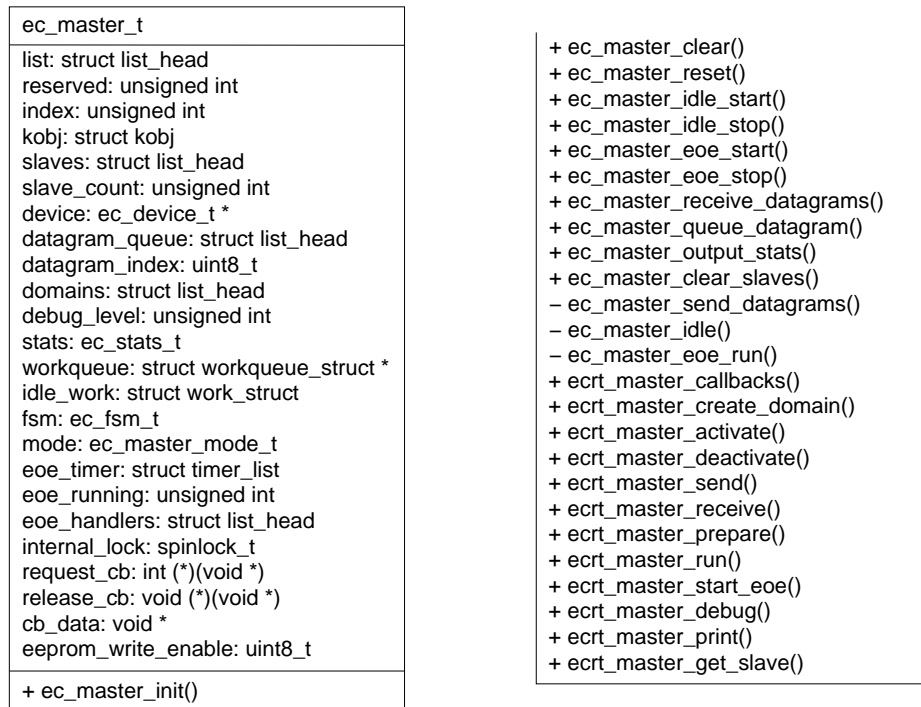 ec_master_t
list: struct list_head
reserved: unsigned int
index: unsigned int
kobj: struct kobj
slaves: struct list_head
slave_count: unsigned int
device: ec_device_t *
datagram_queue: struct list_head
datagram_index: uint8_t
domains: struct list_head
debug_level: unsigned int
stats: ec_stats_t
workqueue: struct workqueue_struct *
idle_work: struct work_struct
fsm: ec_fsm_t
mode: ec_master_mode_t
eoe_timer: struct timer_list
eoe_running: unsigned int
eoe_handlers: struct list_head
internal_lock: spinlock_t
request_cb: int (*)(void *)
release_cb: void (*)(void *)
cb_data: void *
eeprom_write_enable: uint8_t
+ ec_master_init()
+ ec_master_clear()
+ ec_master_reset()
+ ec_master_idle_start()
+ ec_master_idle_stop()
+ ec_master_eoe_start()
+ ec_master_eoe_stop()
+ ec_master_receive_datagrams()
+ ec_master_queue_datagram()
+ ec_master_output_stats()
+ ec_master_clear_slaves()
− ec_master_send_datagrams()
− ec_master_idle()
− ec_master_eoe_run()
+ ecrt_master_callbacks()
+ ecrt_master_create_domain()
+ ecrt_master_activate()
+ ecrt_master_deactivate()
+ ecrt_master_send()
+ ecrt_master_receive()
+ ecrt_master_prepare()
+ ecrt_master_run()
+ ecrt_master_start_eoe()
+ ecrt_master_debug()
+ ecrt_master_print()
+ ecrt_master_get_slave()